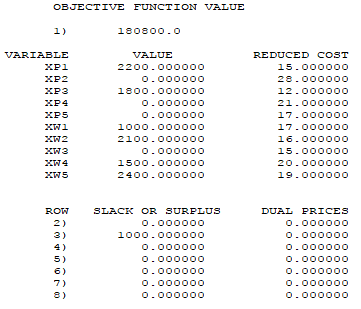 OBJECTIVE FUNCTION VALUE
1) 180800.0
VARIABLE VALUE REDUCED COST
XP1 2200.000000 15.000000
XP2 0.000000 28.000000
XP3 1800.000000 12.000000
XP4 0.000000 21.000000
XP5 0.000000 17.000000
XW1 1000.000000 17.000000
XW2 2100.000000 16.000000
XW3 0.000000 15.000000
XW4 1500.000000 20.000000
XW5 2400.000000 19.000000
ROW SLACK OR SURPLUS DUAL PRICES
2) 0.000000 0.000000
3) 1000.000000 0.000000
4) 0.000000 0.000000
5) 0.000000 0.000000
6) 0.000000 0.000000
7) 0.000000 0.000000
8) 0.000000 0.000000